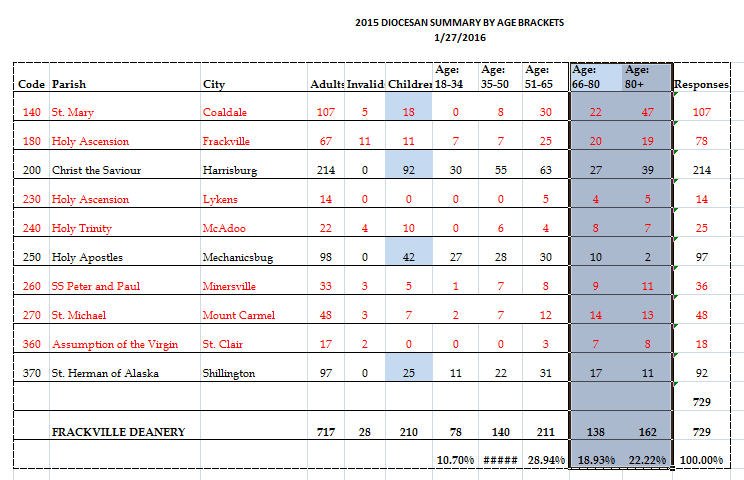 2015 DIOCESAN SUMMARY BY AGE BRACKETS
1/27/2016
Age: Age: Age: Age: Age:
Code Parish City Adults Invalid Children 18-34 35-50 51-65 66-80 80+ Responses
140 St. Mary Coaldale 107 5 18 0 8 30 22 47 107
180 Holy Ascension Frackville 67 11 11 7 7 25 20 19 78
200 Christ the Saviour Harrisburg 214 0 92 30 55 63 27 39 214
230 Holy Ascension Lykens 14 0 0 0 0 5 4 5 14
240 Holy Trinity McAdoo 22 4 10 0 6 4 8 7 25
250 Holy Apostles Mechanicsbug 98 0 42 27 28 30 10 2 97
260 SS Peter and Paul Minersville 33 3 5 1 7 8 9 11 36
270 St. Michael Mount Carmel 48 3 7 2 7 12 14 13 48
360 Assumption of the Virgin St. Clair 17 2 0 0 0 3 7 8 18
370 St. Herman of Alaska Shillington 97 0 25 11 22 31 17 11 92
729
FRACKVILLE DEANERY 717 28 210 78 140 211 138 162 729
10.70% ##### 28.94% 18.93% 22.22% 100.00%